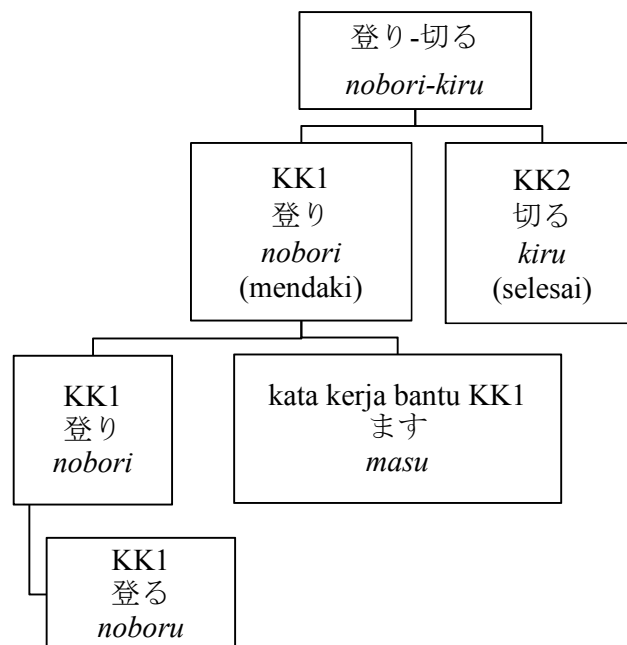 登り-切る
nobori-kiru
KK1
登り
nobori
(mendaki)
KK2
切る
kiru
(selesai)
KK1
登り
nobori
kata kerja bantu KK1
ます
masu
KK1
登る
noboru